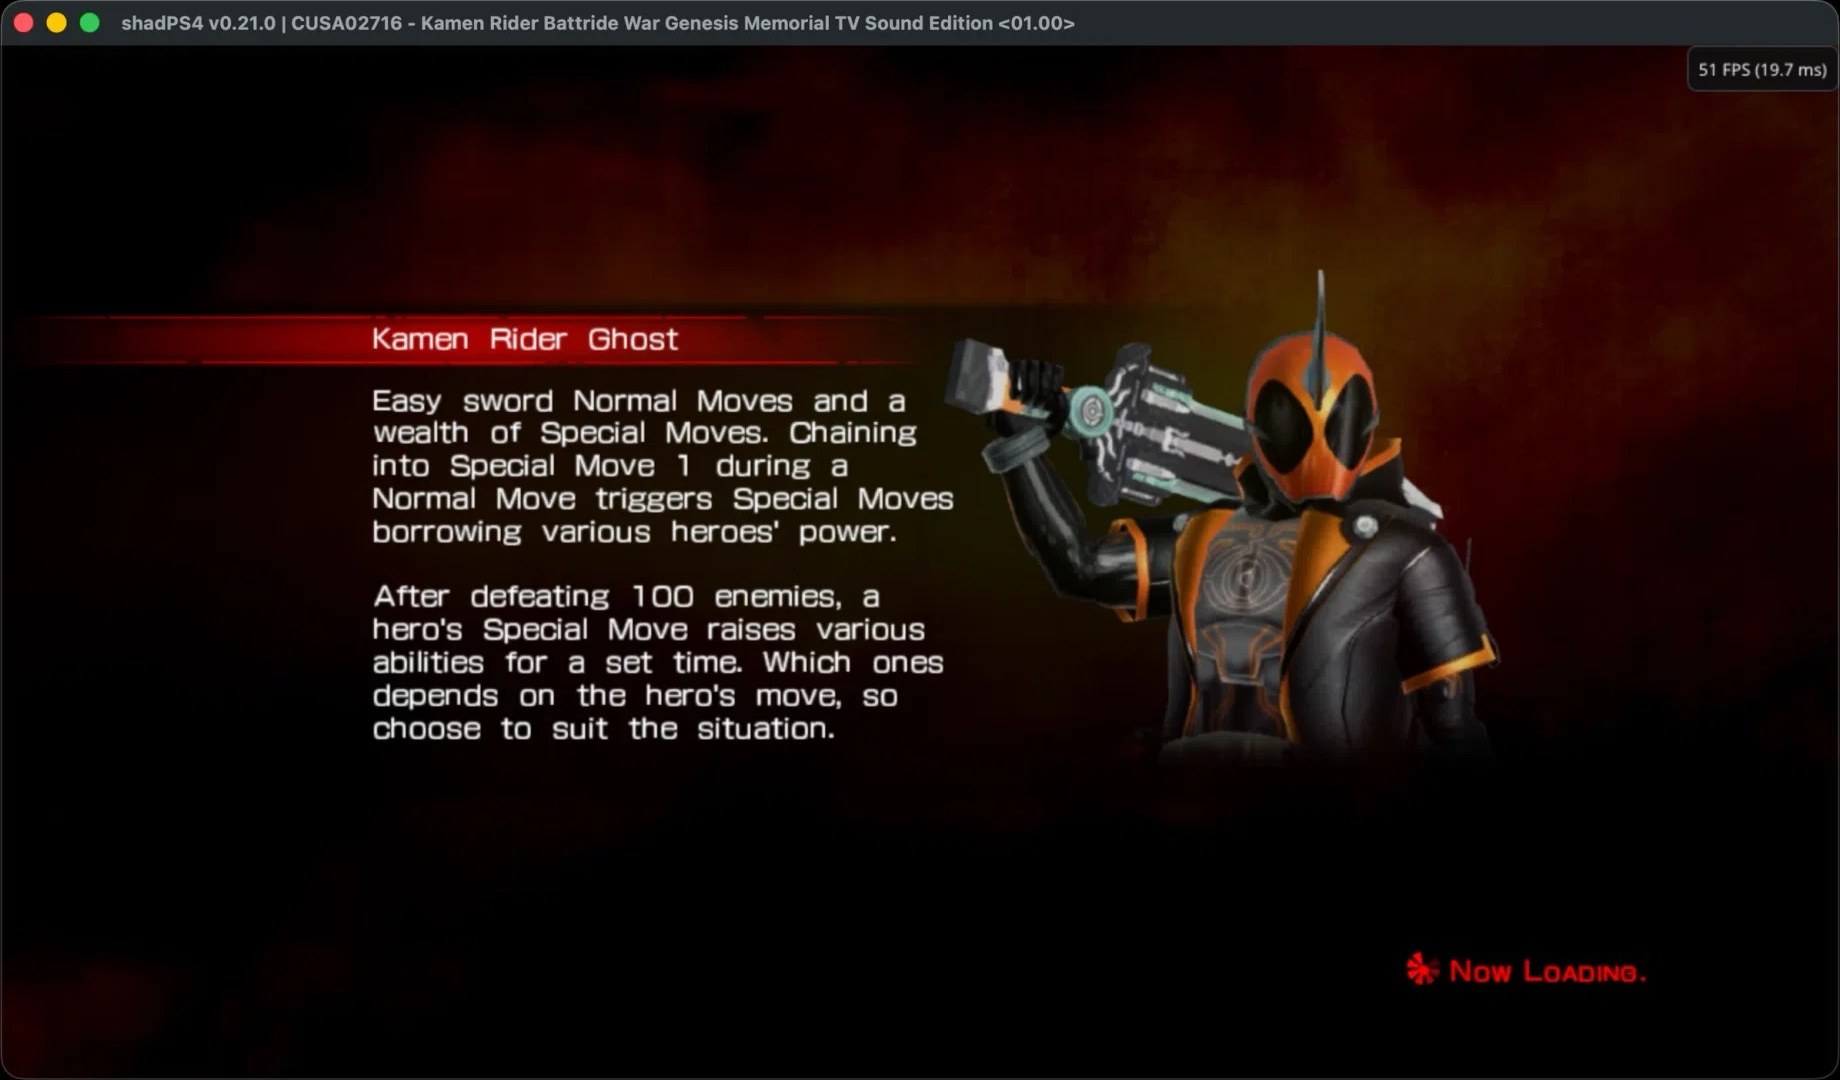 shadPS4 v0.21.0 | CUSA02716 - Kamen Rider Battride War Genesis Memorial TV Sound Edition <01.00>
51 FPS (19.7 ms)
Kamen Rider Ghost
Easy sword Normal Moves and a
wealth of Special Moves. Chaining
into Special Move 1 during a
Normal Move triggers Special Moves
borrowing various heroes' power.
After defeating 100 enemies, a
hero's Special Move raises various
abilities for a set time. Which ones
depends on the hero's move, so
choose to suit the situation.
Now Loading.